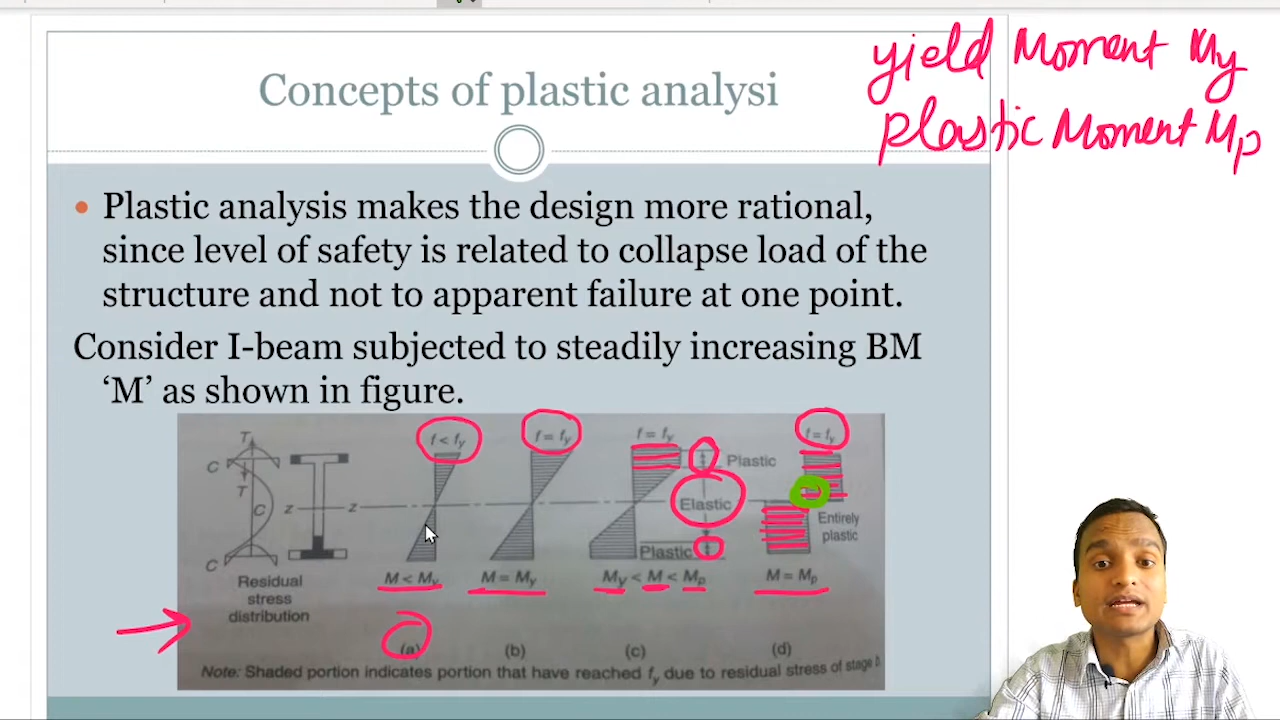 yield Moment My
plastic Moment Mp
Concepts of plastic analysi
• Plastic analysis makes the design more rational,
since level of safety is related to collapse load of the
structure and not to apparent failure at one point.
Consider I-beam subjected to steadily increasing BM
‘M’ as shown in figure.
T
C
T
C
C
z
z
f < fy
f = fy
f = fy
f = fy
Plastic
Elastic
Plastic
Entirely
plastic
Residual
stress
distribution
M < My
M = My
My < M < Mp
M = Mp
(a)
(b)
(c)
(d)
Note: Shaded portion indicates portion that have reached fy due to residual stress of stage b